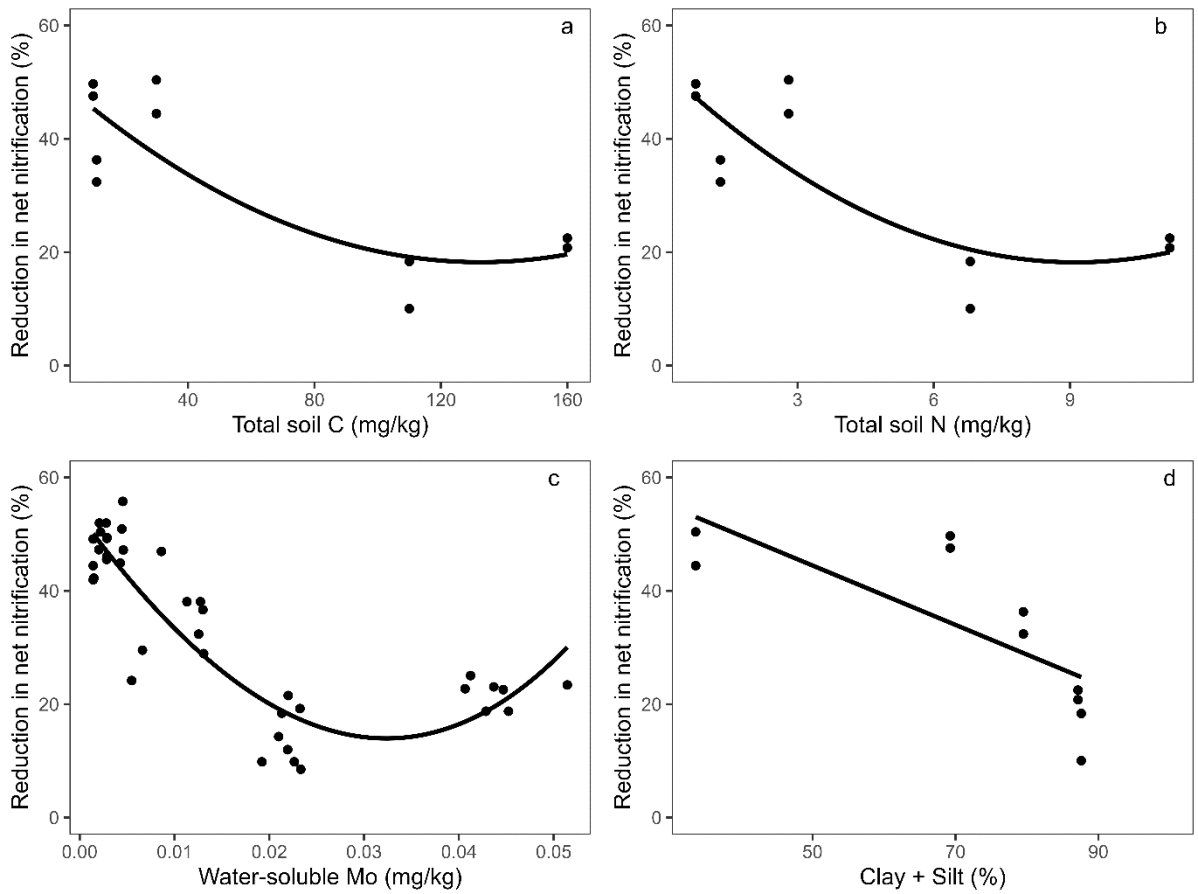 a
Reduction in net nitrification (%)
60
40
20
0
40 80 120 160
Total soil C (mg/kg)
b
Reduction in net nitrification (%)
60
40
20
0
3 6 9
Total soil N (mg/kg)
c
Reduction in net nitrification (%)
60
40
20
0
0.00 0.01 0.02 0.03 0.04 0.05
Water-soluble Mo (mg/kg)
d
Reduction in net nitrification (%)
60
40
20
0
50 70 90
Clay + Silt (%)